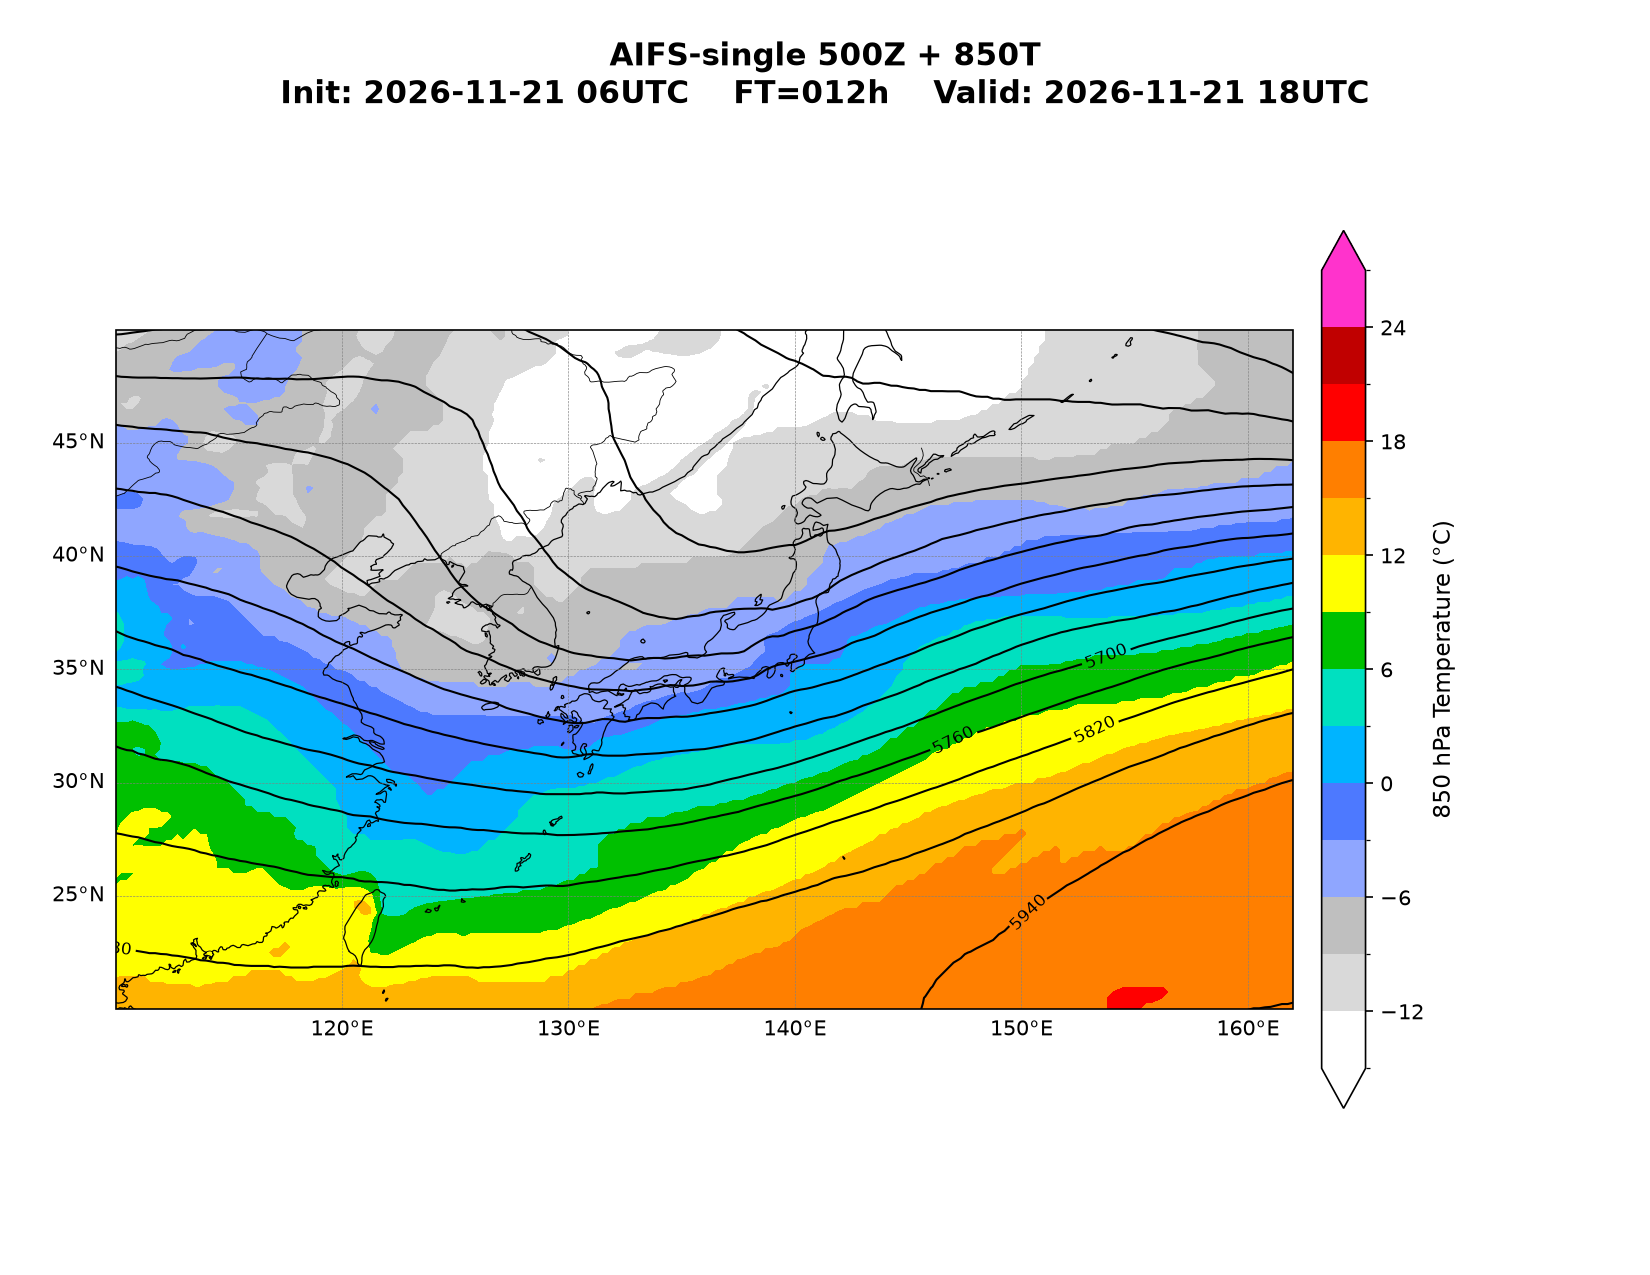 AIFS-single 500Z + 850T
Init: 2026-11-21 06UTC    FT=012h    Valid: 2026-11-21 18UTC
24
18
12
6
0
−6
−12
850 hPa Temperature (°C)
45°N
40°N
35°N
30°N
25°N
5700
5760
5820
5940
120°E
130°E
140°E
150°E
160°E